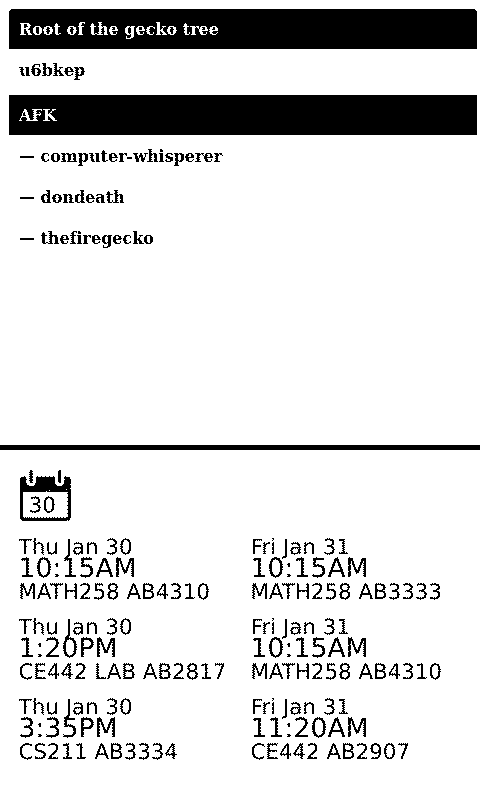 Root of the gecko tree
u6bkep
AFK
— computer-whisperer
— dondeath
— thefiregecko
30
Thu Jan 30
10:15AM
MATH258 AB4310
Thu Jan 30
1:20PM
CE442 LAB AB2817
Thu Jan 30
3:35PM
CS211 AB3334
Fri Jan 31
10:15AM
MATH258 AB3333
Fri Jan 31
10:15AM
MATH258 AB4310
Fri Jan 31
11:20AM
CE442 AB2907